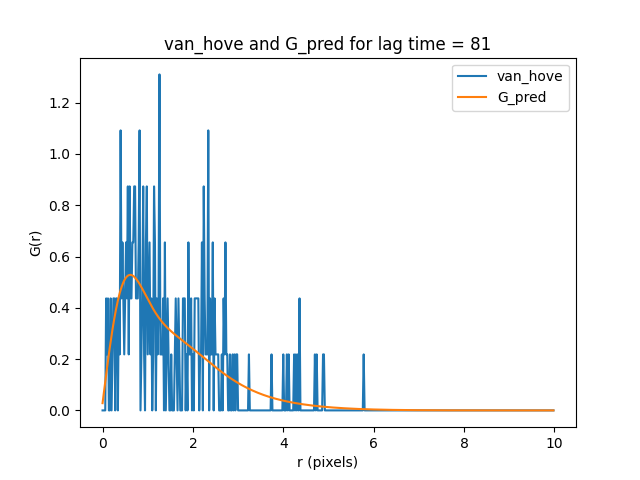 van_hove and G_pred for lag time = 81
van_hove
G_pred
G(r)
1.2
1.0
0.8
0.6
0.4
0.2
0.0
0 2 4 6 8 10
r (pixels)